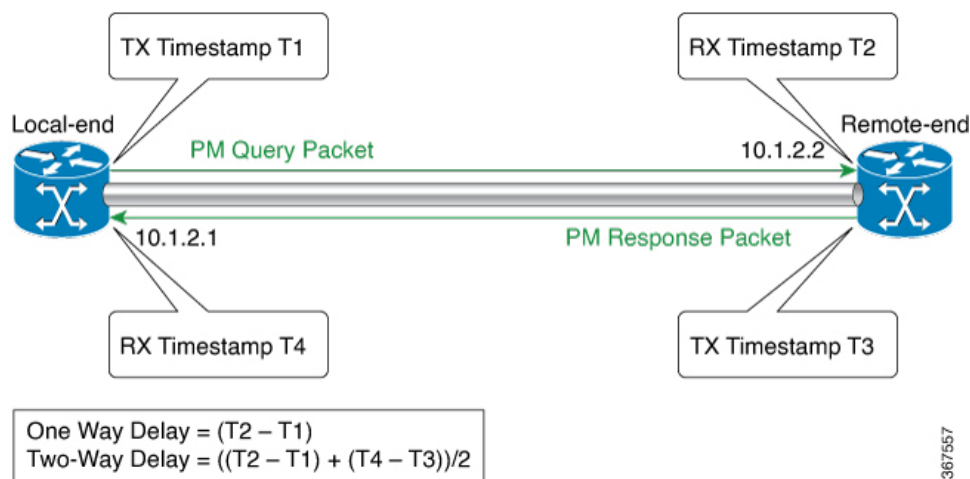 TX Timestamp T1
RX Timestamp T2
Local-end
Remote-end
PM Query Packet
10.1.2.2
10.1.2.1
PM Response Packet
RX Timestamp T4
TX Timestamp T3
One Way Delay = (T2 – T1)
Two-Way Delay = ((T2 – T1) + (T4 – T3))/2
367557